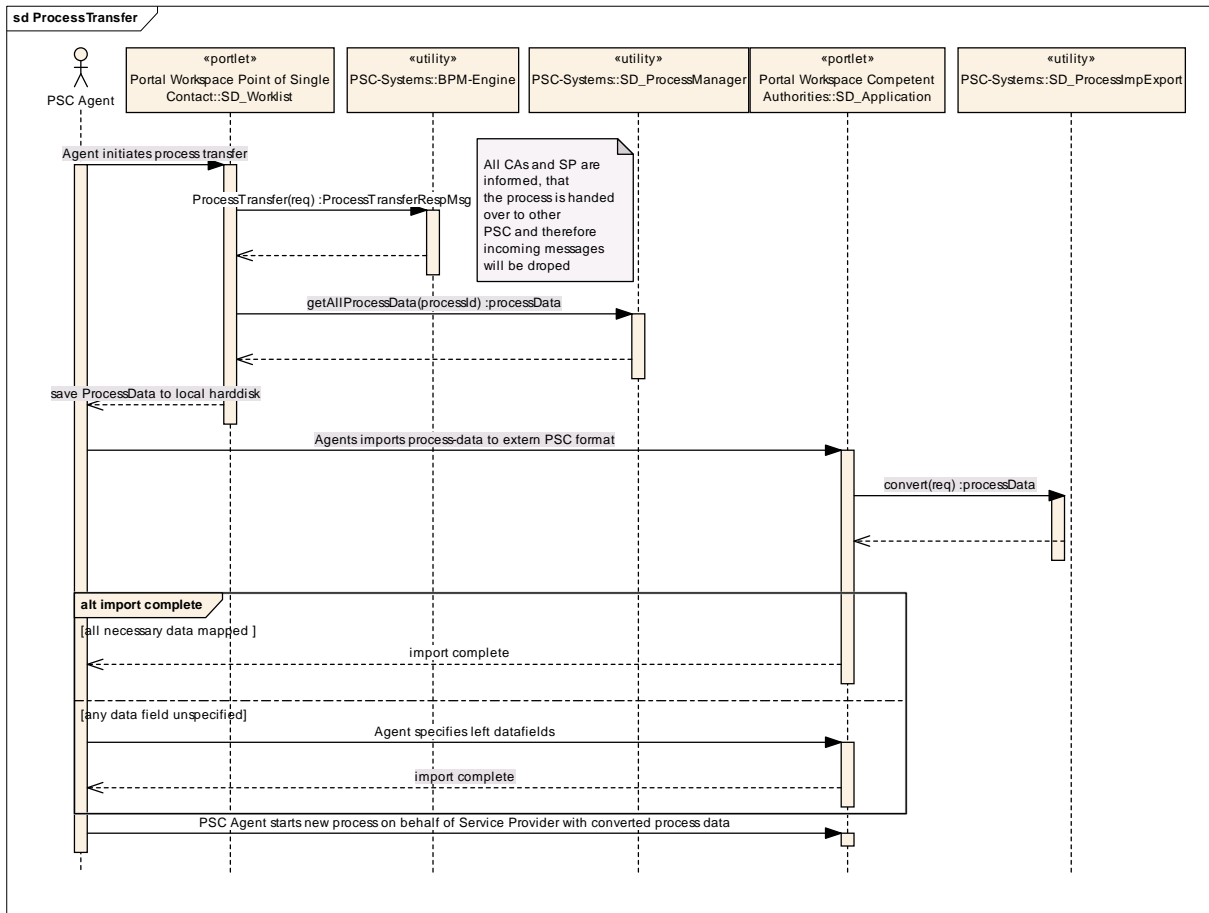 sd ProcessTransfer
PSC Agent
«portlet»
Portal Workspace Point of Single
Contact::SD_Worklist
«utility»
PSC-Systems::BPM-Engine
«utility»
PSC-Systems::SD_ProcessManager
«portlet»
Portal Workspace Competent
Authorities::SD_Application
«utility»
PSC-Systems::SD_ProcessImpExport
Agent initiates process transfer
All CAs and SP are
informed, that
the process is handed
over to other
PSC and therefore
incoming messages
will be droped
ProcessTransfer(req) :ProcessTransferRespMsg
getAllProcessData(processId) :processData
save ProcessData to local harddisk
Agents imports process-data to extern PSC format
convert(req) :processData
alt import complete
[all necessary data mapped ]
import complete
[any data field unspecified]
Agent specifies left datafields
import complete
PSC Agent starts new process on behalf of Service Provider with converted process data